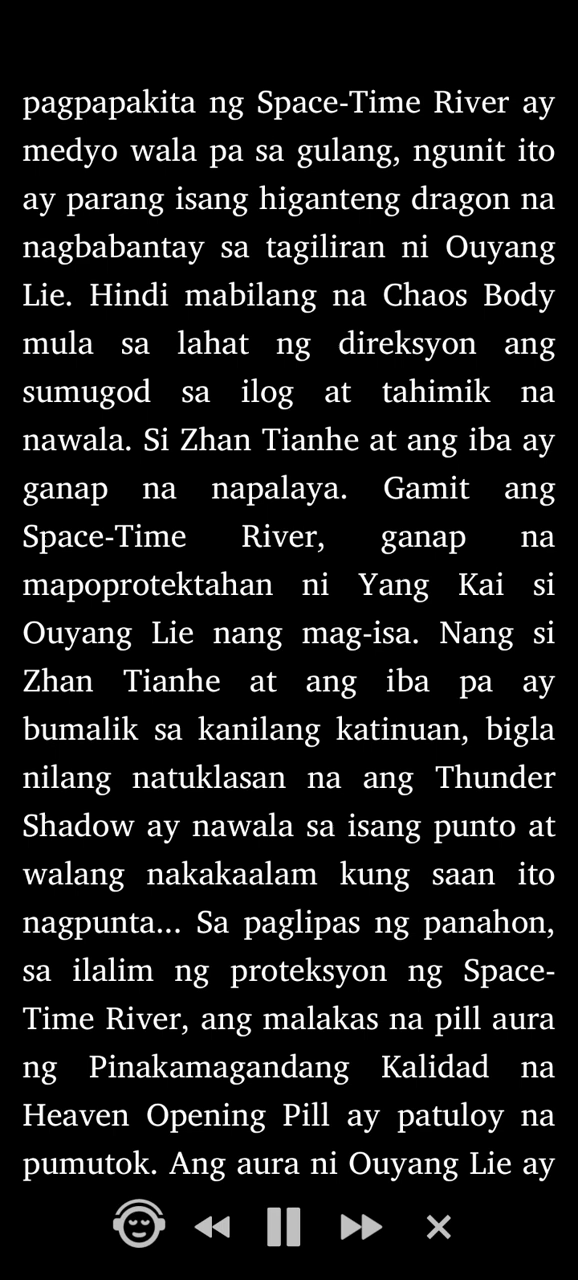 pagpapakita ng Space-Time River ay
medyo wala pa sa gulang, ngunit ito
ay parang isang higanteng dragon na
nagbabantay sa tagiliran ni Ouyang
Lie. Hindi mabilang na Chaos Body
mula sa lahat ng direksyon ang
sumugod sa ilog at tahimik na
nawala. Si Zhan Tianhe at ang iba ay
ganap na napalaya. Gamit ang
Space-Time River, ganap na
mapoprotektahan ni Yang Kai si
Ouyang Lie nang mag-isa. Nang si
Zhan Tianhe at ang iba pa ay
bumalik sa kanilang katinuan, bigla
nilang natuklasan na ang Thunder
Shadow ay nawala sa isang punto at
walang nakakaalam kung saan ito
nagpunta... Sa paglipas ng panahon,
sa ilalim ng proteksyon ng Space-
Time River, ang malakas na pill aura
ng Pinakamagandang Kalidad na
Heaven Opening Pill ay patuloy na
pumutok. Ang aura ni Ouyang Lie ay